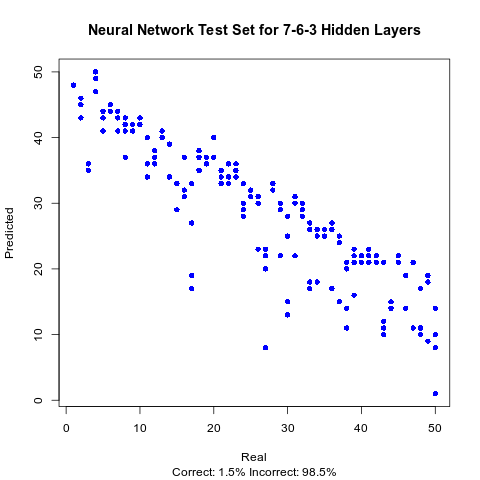 Neural Network Test Set for 7-6-3 Hidden Layers
Predicted
50
40
30
20
10
0
0 10 20 30 40 50
Real
Correct: 1.5% Incorrect: 98.5%